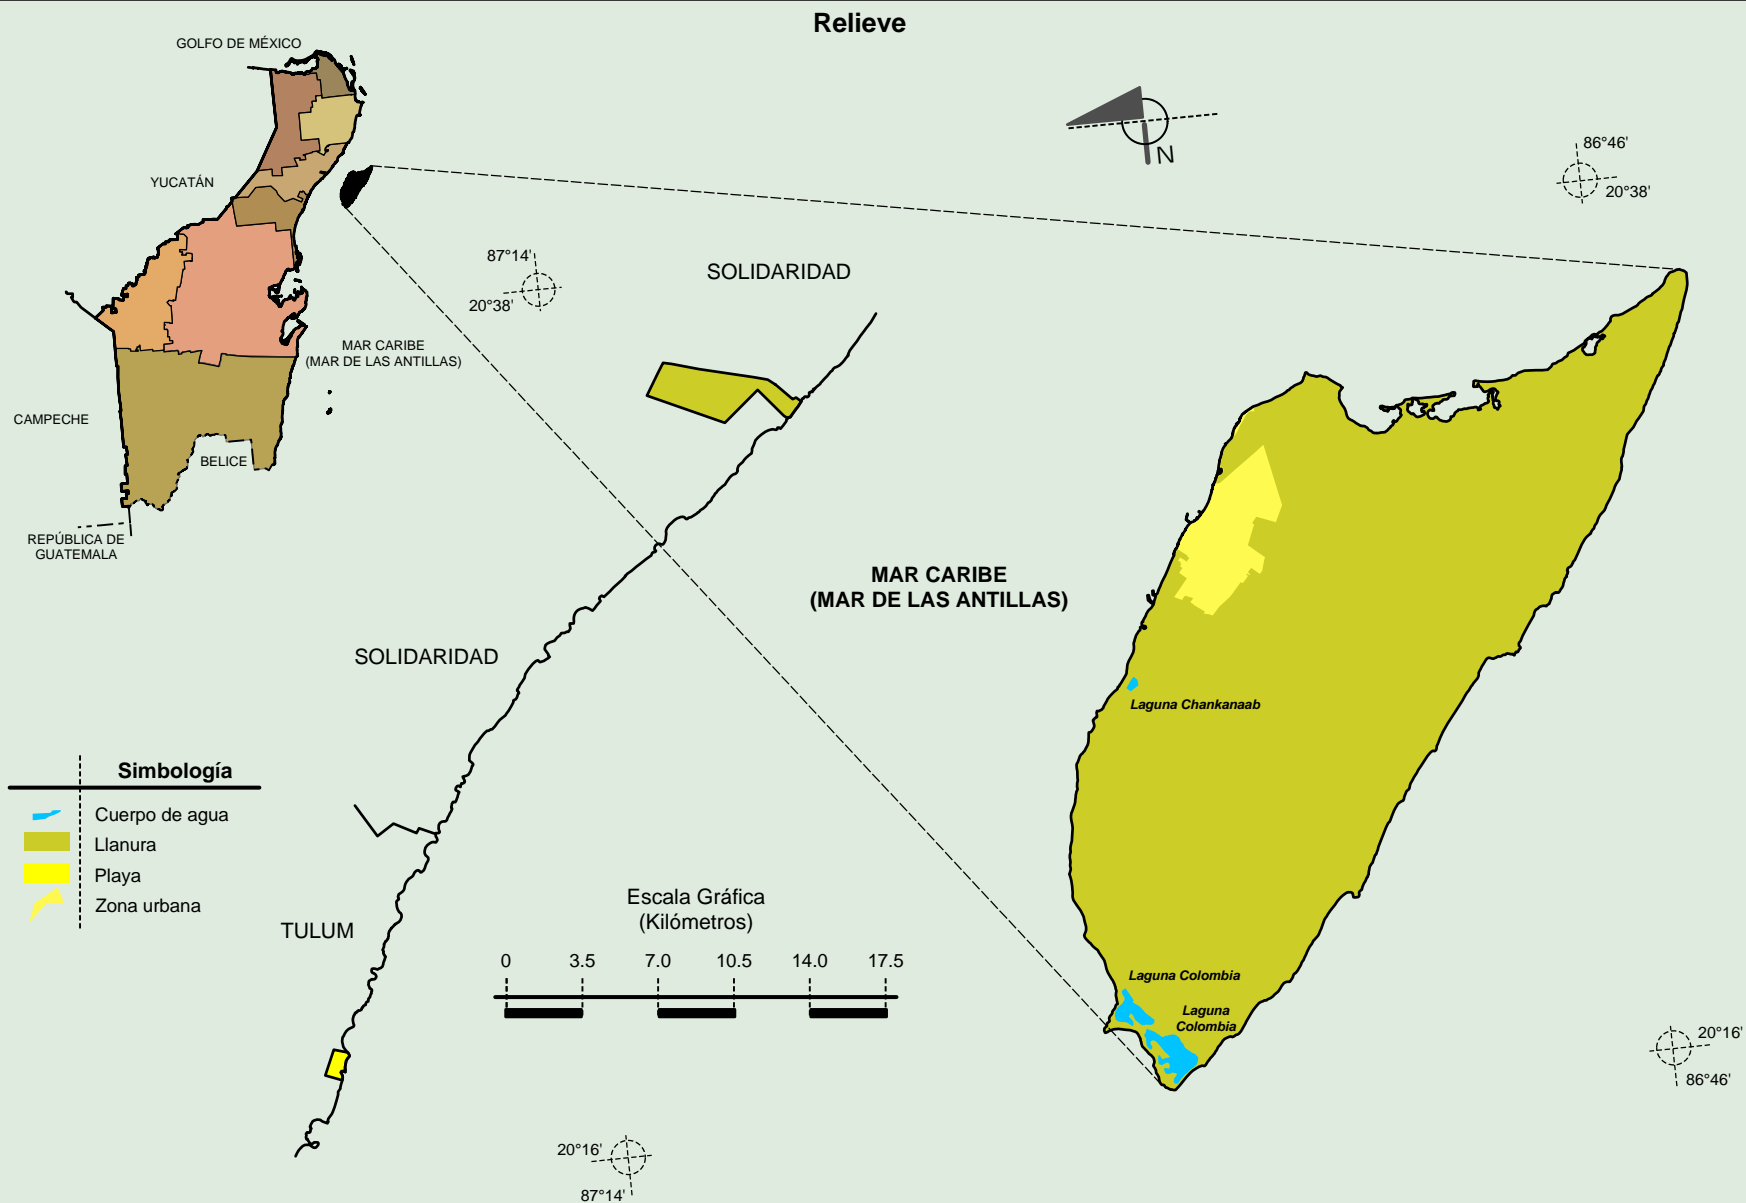 Relieve
GOLFO DE MÉXICO
YUCATÁN
MAR CARIBE
(MAR DE LAS ANTILLAS)
CAMPECHE
BELICE
REPÚBLICA DE
GUATEMALA
N
86°46'
20°38'
87°14'
20°38'
SOLIDARIDAD
MAR CARIBE
(MAR DE LAS ANTILLAS)
SOLIDARIDAD
Laguna Chankanaab
Simbología
Cuerpo de agua
Llanura
Playa
Zona urbana
TULUM
Escala Gráfica
(Kilómetros)
0 3.5 7.0 10.5 14.0 17.5
Laguna Colombia
Laguna
Colombia
20°16'
86°46'
20°16'
87°14'